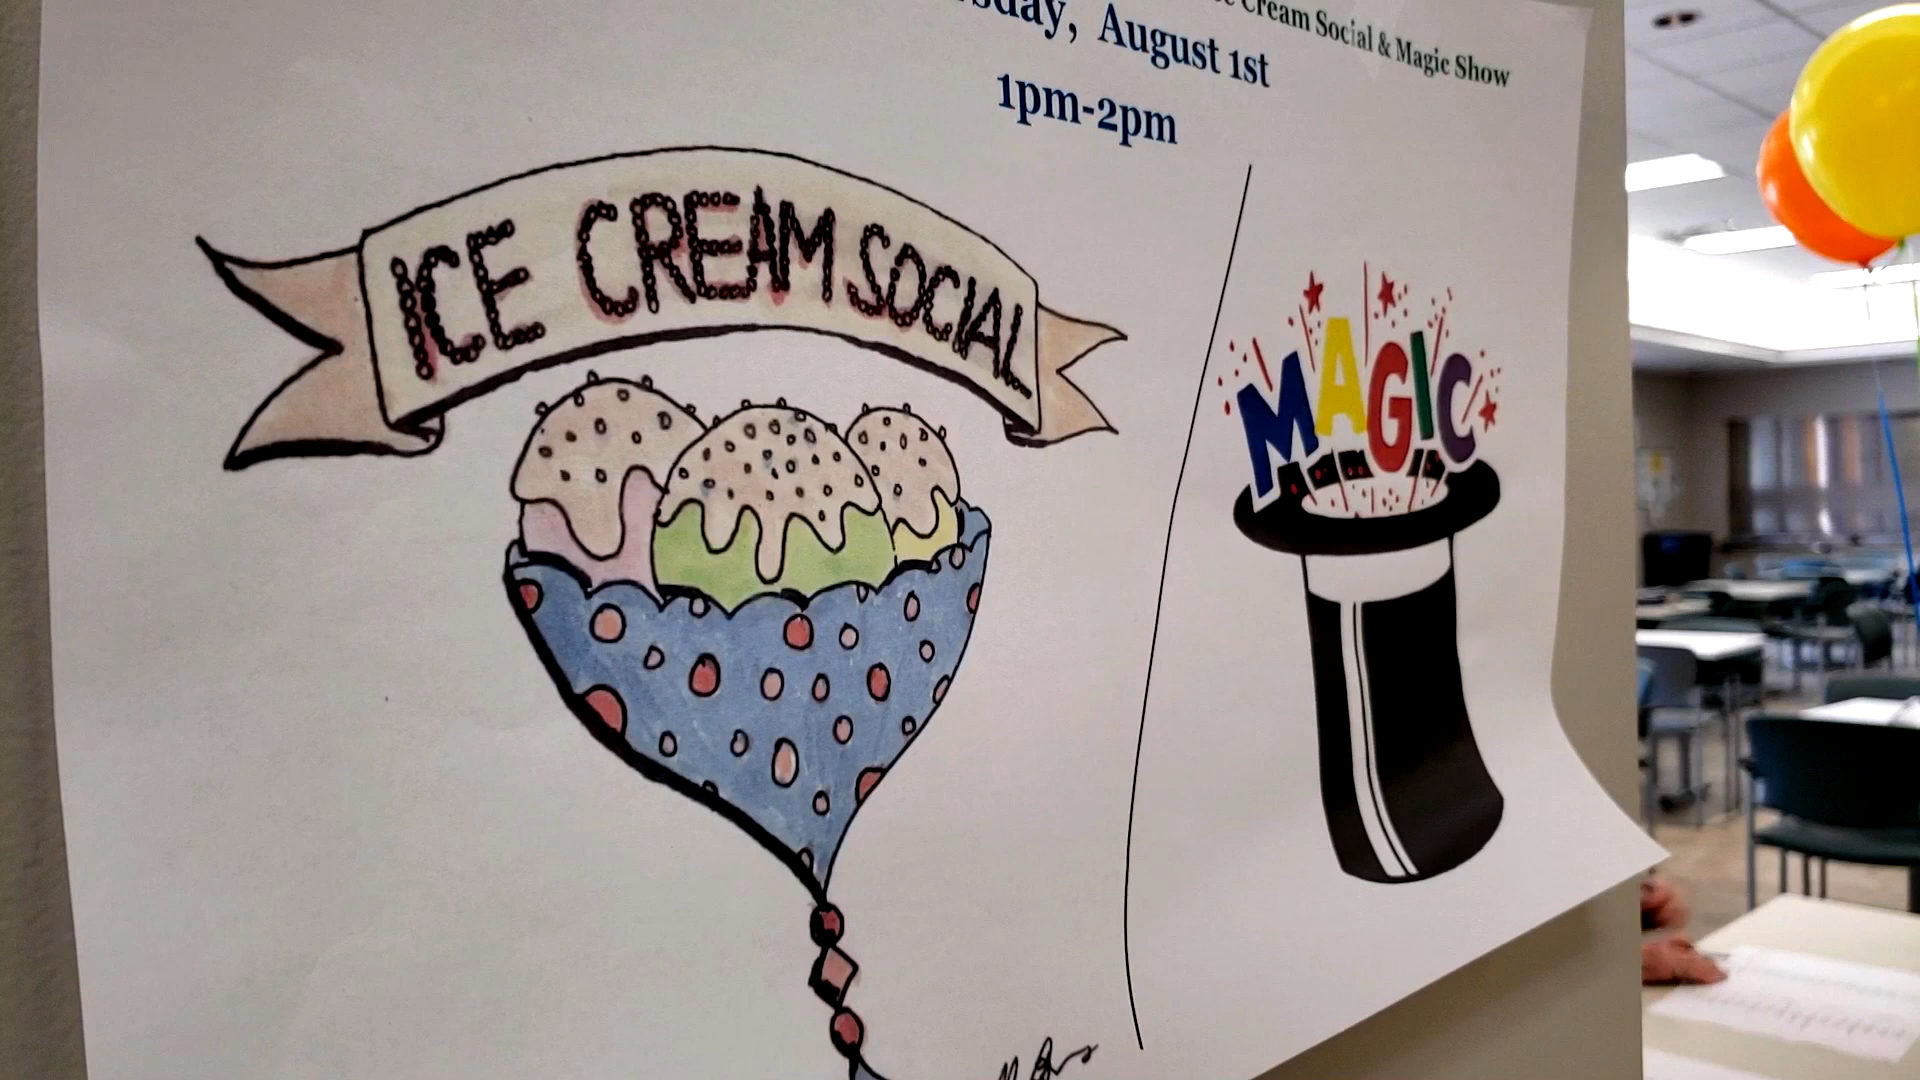 Cream Social & Magic Show
August 1st
1pm-2pm
ICE CREAM SOCIAL
MAGIC